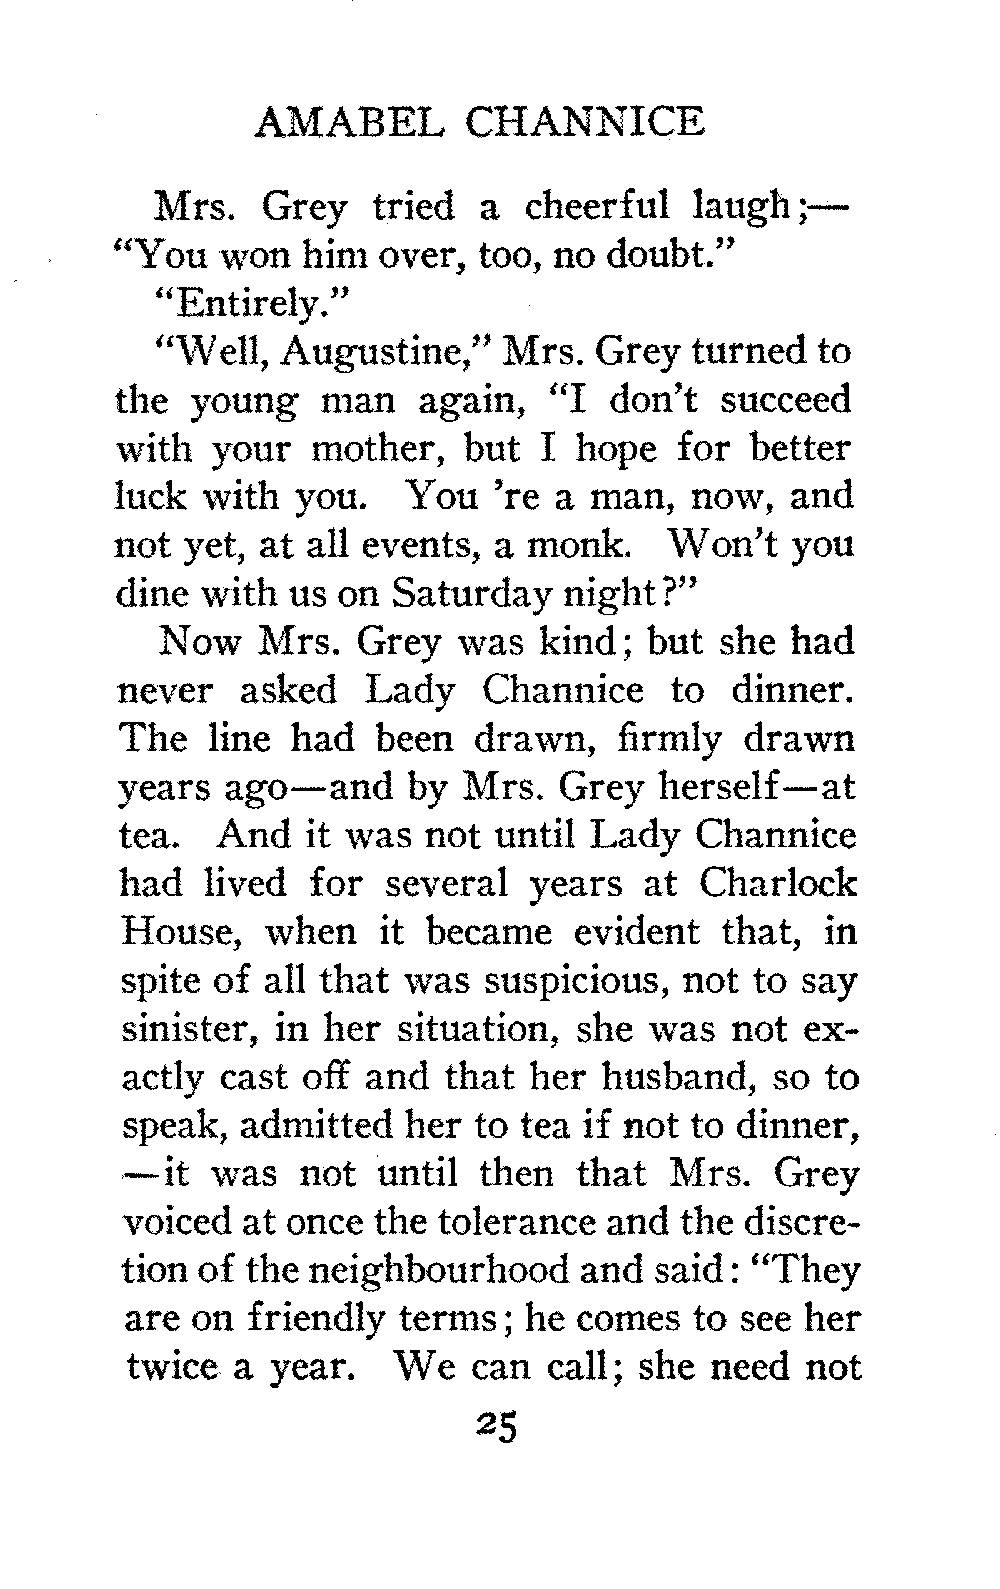 AMABEL CHANNICE
Mrs. Grey tried a cheerful laugh;—
“You won him over, too, no doubt.”
“Entirely.”
“Well, Augustine,” Mrs. Grey turned to
the young man again, “I don’t succeed
with your mother, but I hope for better
luck with you. You ’re a man, now, and
not yet, at all events, a monk. Won’t you
dine with us on Saturday night?”
Now Mrs. Grey was kind; but she had
never asked Lady Channice to dinner.
The line had been drawn, firmly drawn
years ago—and by Mrs. Grey herself—at
tea. And it was not until Lady Channice
had lived for several years at Charlock
House, when it became evident that, in
spite of all that was suspicious, not to say
sinister, in her situation, she was not ex-
actly cast off and that her husband, so to
speak, admitted her to tea if not to dinner,
—it was not until then that Mrs. Grey
voiced at once the tolerance and the discre-
tion of the neighbourhood and said: “They
are on friendly terms; he comes to see her
twice a year. We can call; she need not
25